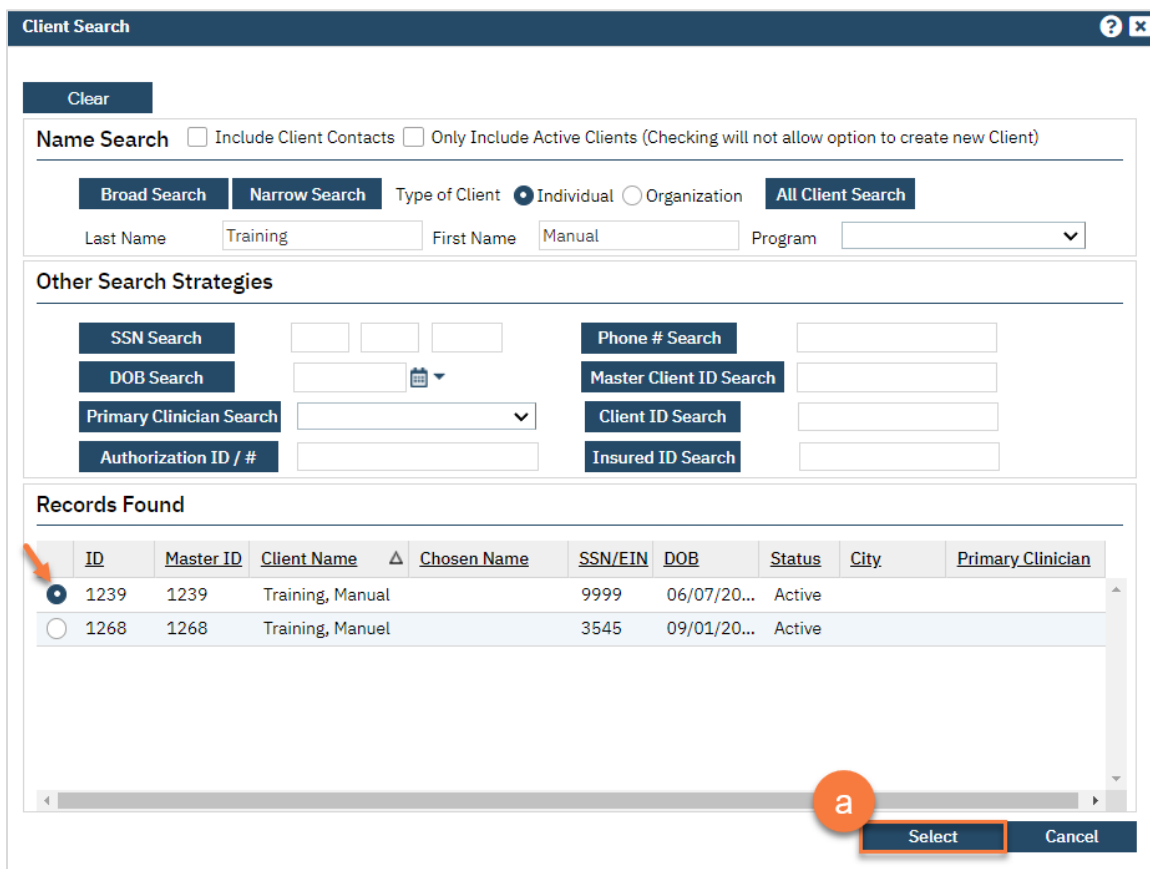 Client Search
Clear
Name Search Include Client Contacts Only Include Active Clients (Checking will not allow option to create new Client)
Broad Search Narrow Search Type of Client Individual Organization All Client Search
Last Name Training First Name Manual Program
Other Search Strategies
SSN Search Phone # Search
DOB Search Master Client ID Search
Primary Clinician Search Client ID Search
Authorization ID / # Insured ID Search
Records Found
ID Master ID Client Name Chosen Name SSN/EIN DOB Status City Primary Clinician
1239 1239 Training, Manual 9999 06/07/20... Active
1268 1268 Training, Manuel 3545 09/01/20... Active
a
Select Cancel